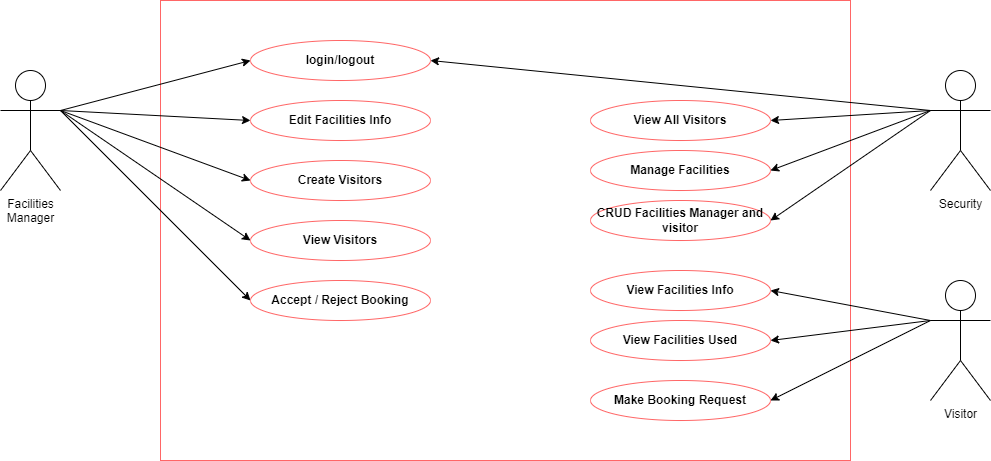 login/logout
Edit Facilities Info
Create Visitors
View Visitors
Accept / Reject Booking
View All Visitors
Manage Facilities
CRUD Facilities Manager and
visitor
View Facilities Info
View Facilities Used
Make Booking Request
Facilities
Manager
Security
Visitor